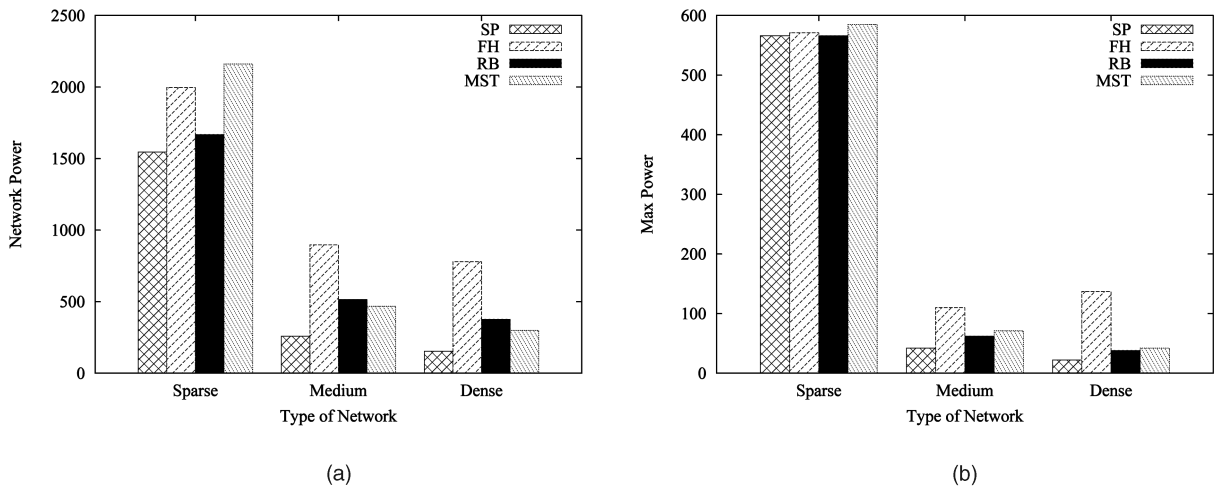 2500
2000
1500
1000
500
0
Network Power
SP
FH
RB
MST
Sparse
Medium
Dense
Type of Network
(a)
600
500
400
300
200
100
0
Max Power
SP
FH
RB
MST
Sparse
Medium
Dense
Type of Network
(b)